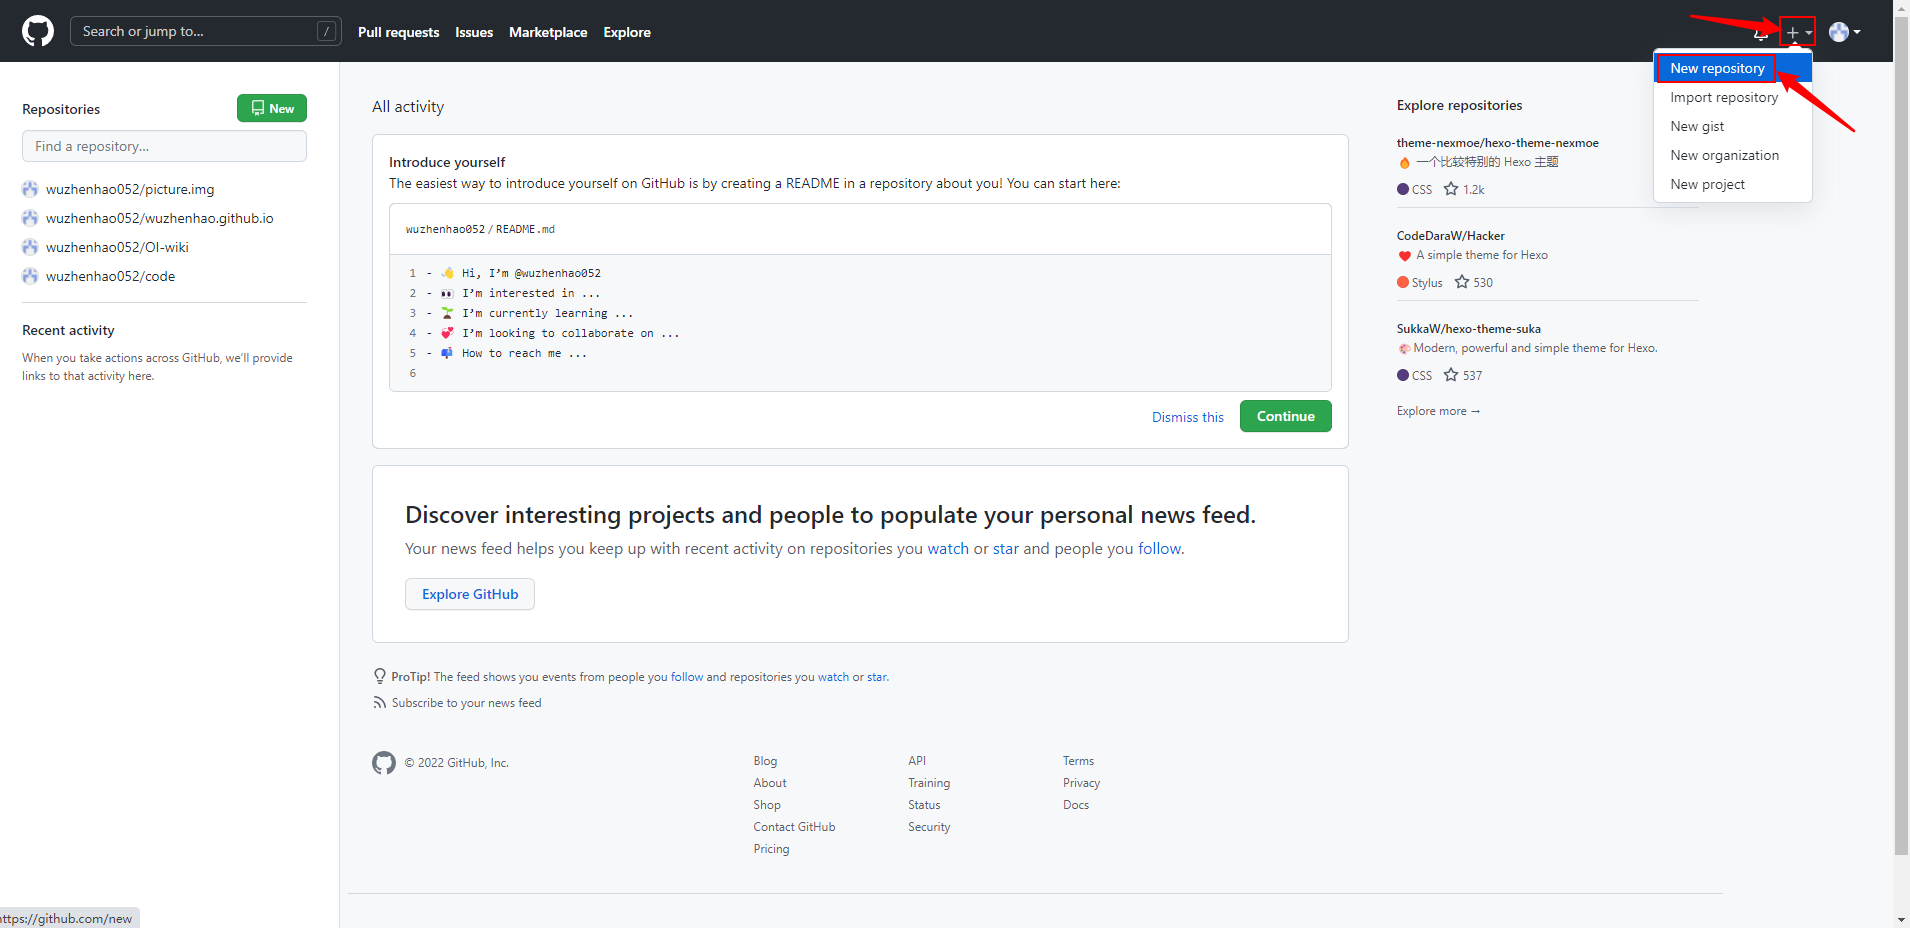 Search or jump to... /
Pull requests Issues Marketplace Explore
New repository
Import repository
New gist
New organization
New project
Repositories
New
Find a repository...
wuzhenhao052/picture.img
wuzhenhao052/wuzhenhao.github.io
wuzhenhao052/OI-wiki
wuzhenhao052/code
Recent activity
When you take actions across GitHub, we'll provide
links to that activity here.
All activity
Introduce yourself
The easiest way to introduce yourself on GitHub is by creating a README in a repository about you! You can start here:
wuzhenhao052 / README.md
1 - 👋 Hi, I'm @wuzhenhao052
2 - 👀 I'm interested in ...
3 - 🌱 I'm currently learning ...
4 - 💞️ I'm looking to collaborate on ...
5 - 📫 How to reach me ...
6
Dismiss this Continue
Discover interesting projects and people to populate your personal news feed.
Your news feed helps you keep up with recent activity on repositories you watch or star and people you follow.
Explore GitHub
ProTip! The feed shows you events from people you follow and repositories you watch or star.
Subscribe to your news feed
Explore repositories
theme-nexmoe/hexo-theme-nexmoe
🔥 一个比较特别的 Hexo 主题
CSS 1.2k
CodeDaraW/Hacker
❤️ A simple theme for Hexo
Stylus 530
SukkaW/hexo-theme-suka
🎨Modern, powerful and simple theme for Hexo.
CSS 537
Explore more →
© 2022 GitHub, Inc.
Blog
About
Shop
Contact GitHub
Pricing
API
Training
Status
Security
Terms
Privacy
Docs
https://github.com/new